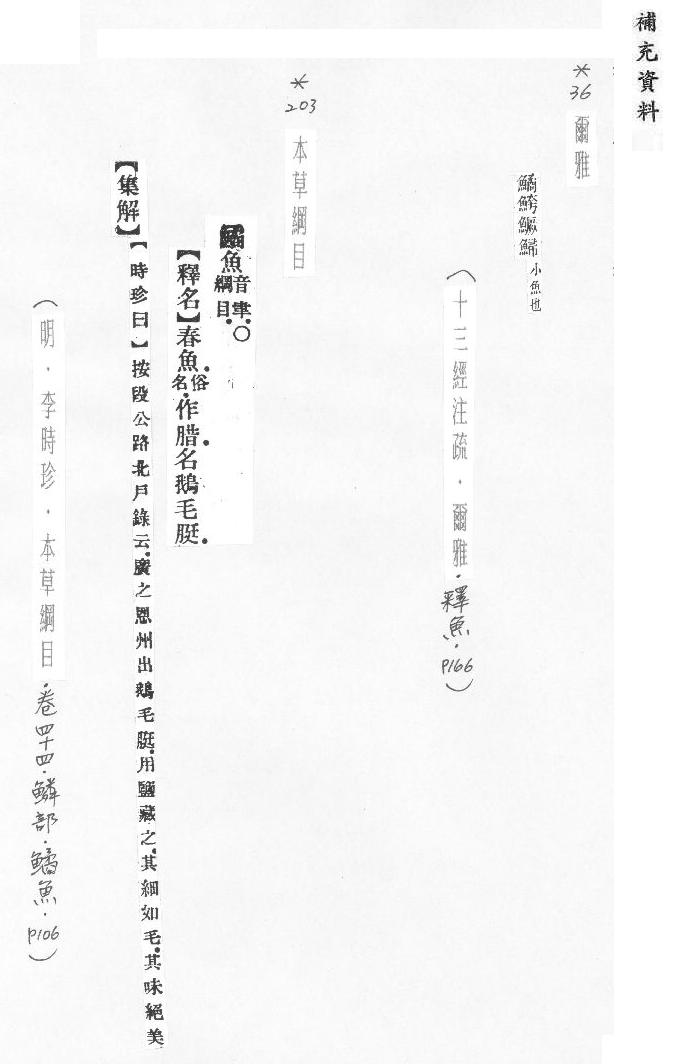 補充資料
*36
爾雅
鱊鮬鱖鯞 小魚也
(十三經注疏．爾雅．釋魚．P166)
*203
本草綱目
鱊魚音聿。綱目
【釋名】春魚俗名．作腊．名鵝毛脡．
【集解】【時珍曰】按段公路北戶錄云．廣之恩州出鵝毛脡．用鹽藏之．其細如毛．其味絕美
(明．李時珍．本草綱目．卷四十四．鱗部．鱊魚．P106)